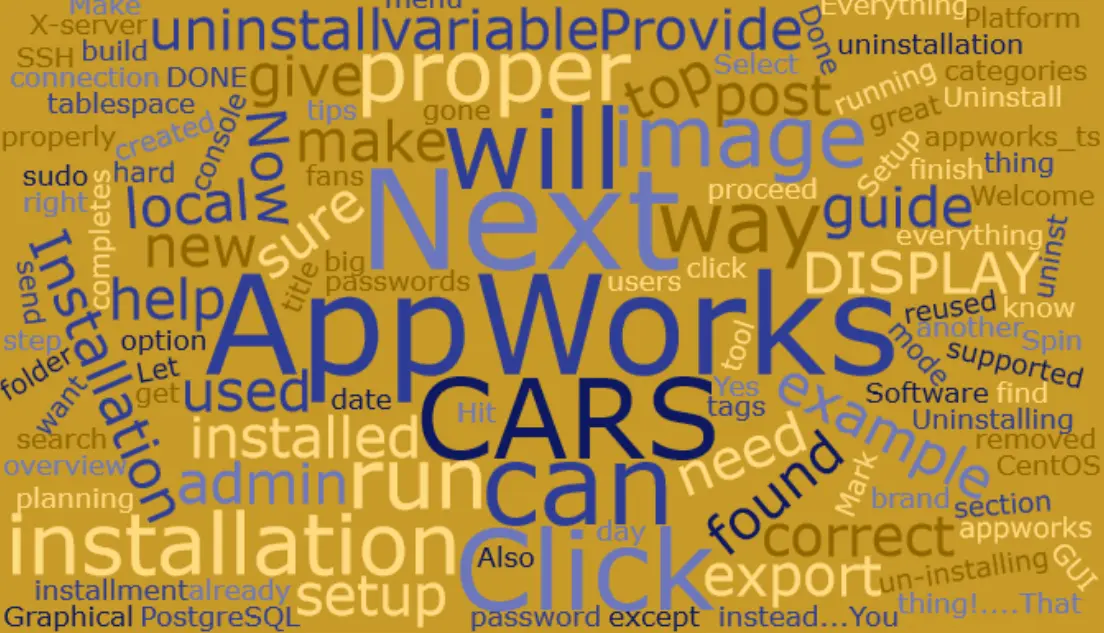 Make
menu
Everything
X-server
uninstall
variable
Provide
Done
Platform
SSH
build
uninstallation
connection
DONE
give
proper
top
Select
running
categories
tablespace
tips
gone
post
great
Uninstall
properly
created
console
Now
make
will
image
Setup
appworks_ts
sudo
hard
fans
Next
proceed
finish
thing
right
completes
local
sure
way
guide
Welcome
new
big
everything
uninst
Installation
send
help
title
passwords
users
click
DISPLAY
reused
know
AppWorks
another
Spin
step
option
tool
mode
supported
folder
Let
want
get
used
date
CARS
Hit
Yes
tags
example
Software
find
Uninstalling
search
installed
need
found
removed
overview
admin
run
can
Mark
CentOS
planning
brand
section
installation
Click
day
correct
appworks
Also
export
un-installing
GUI
installment
already
setup
thing!....That
Graphical
PostgreSQL
password
except
instead...You